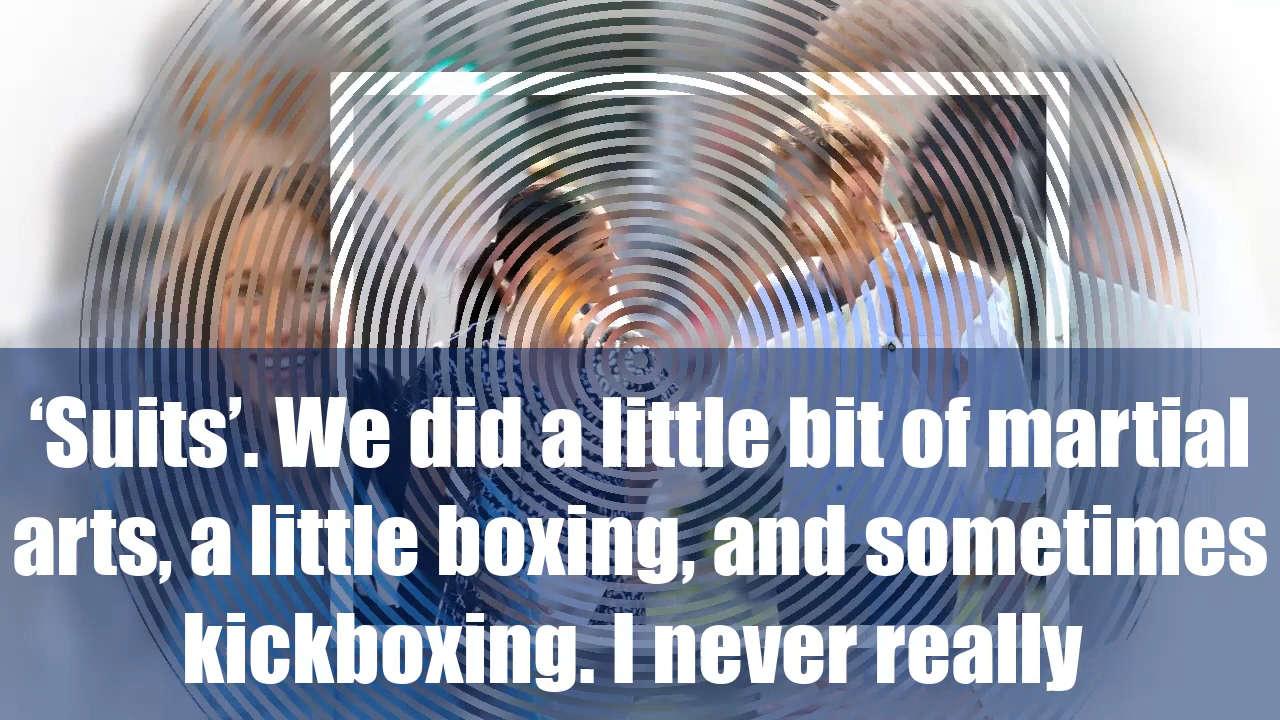 ‘Suits’. We did a little bit of martial
arts, a little boxing, and sometimes
kickboxing. I never really